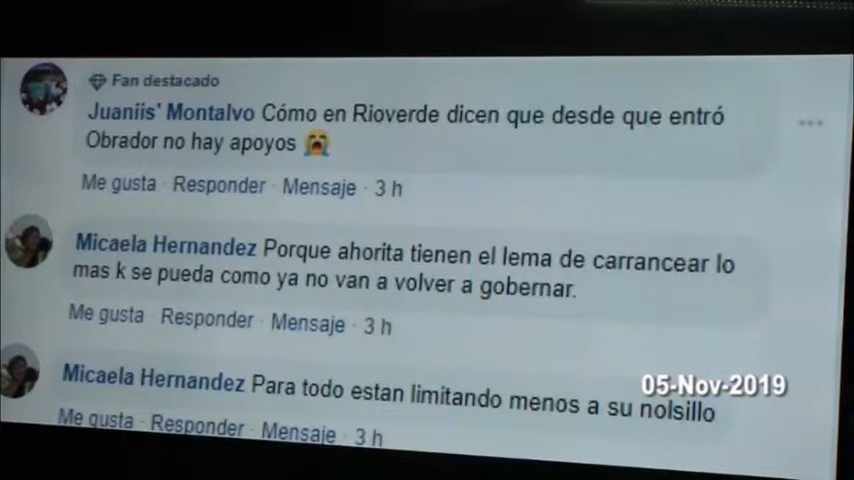 Fan destacado
Juaniis' Montalvo Cómo en Rioverde dicen que desde que entró
Obrador no hay apoyos 😭
Me gusta · Responder · Mensaje · 3 h
Micaela Hernandez Porque ahorita tienen el lema de carrancear lo
mas k se pueda como ya no van a volver a gobernar.
Me gusta · Responder · Mensaje · 3 h
Micaela Hernandez Para todo estan limitando menos a su nolsillo
05-Nov-2019
Me gusta · Responder · Mensaje · 3 h